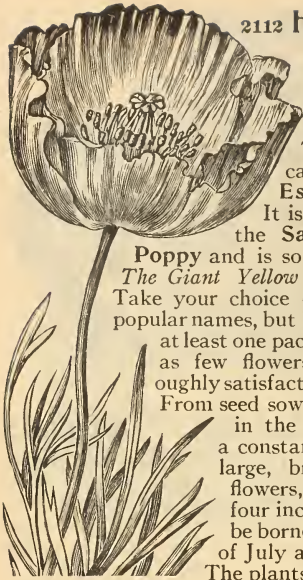 2112
ca
Es
It is
the Sa
Poppy and is so
The Giant Yellow
Take your choice
popular names, but
at least one pac
as few flower
oughly satisfact
From seed sow
in the
a constan
large, br
flowers,
four inc
be borne
of July a
The plants